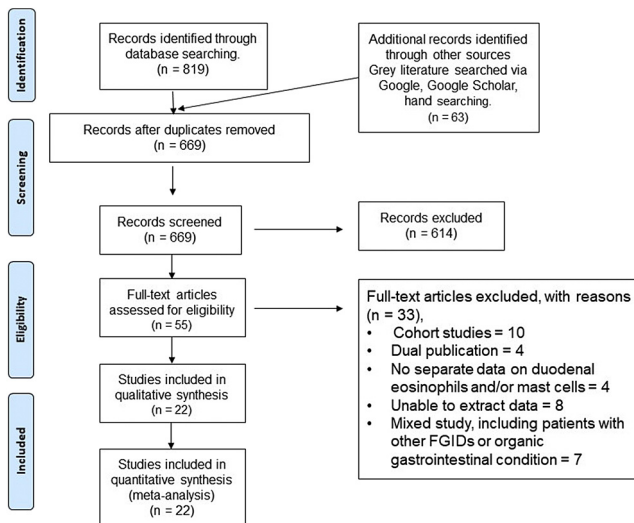 Identification
Records identified through
database searching.
(n = 819)
Additional records identified
through other sources
Grey literature searched via
Google, Google Scholar,
hand searching.
(n = 63)
Screening
Records after duplicates removed
(n = 669)
Records screened
(n = 669)
Records excluded
(n = 614)
Eligibility
Full-text articles
assessed for eligibility
(n = 55)
Full-text articles excluded, with reasons
(n = 33),
• Cohort studies = 10
• Dual publication = 4
• No separate data on duodenal
eosinophils and/or mast cells = 4
• Unable to extract data = 8
• Mixed study, including patients with
other FGIDs or organic
gastrointestinal condition = 7
Studies included in
qualitative synthesis
(n = 22)
Included
Studies included in
quantitative synthesis
(meta-analysis)
(n = 22)